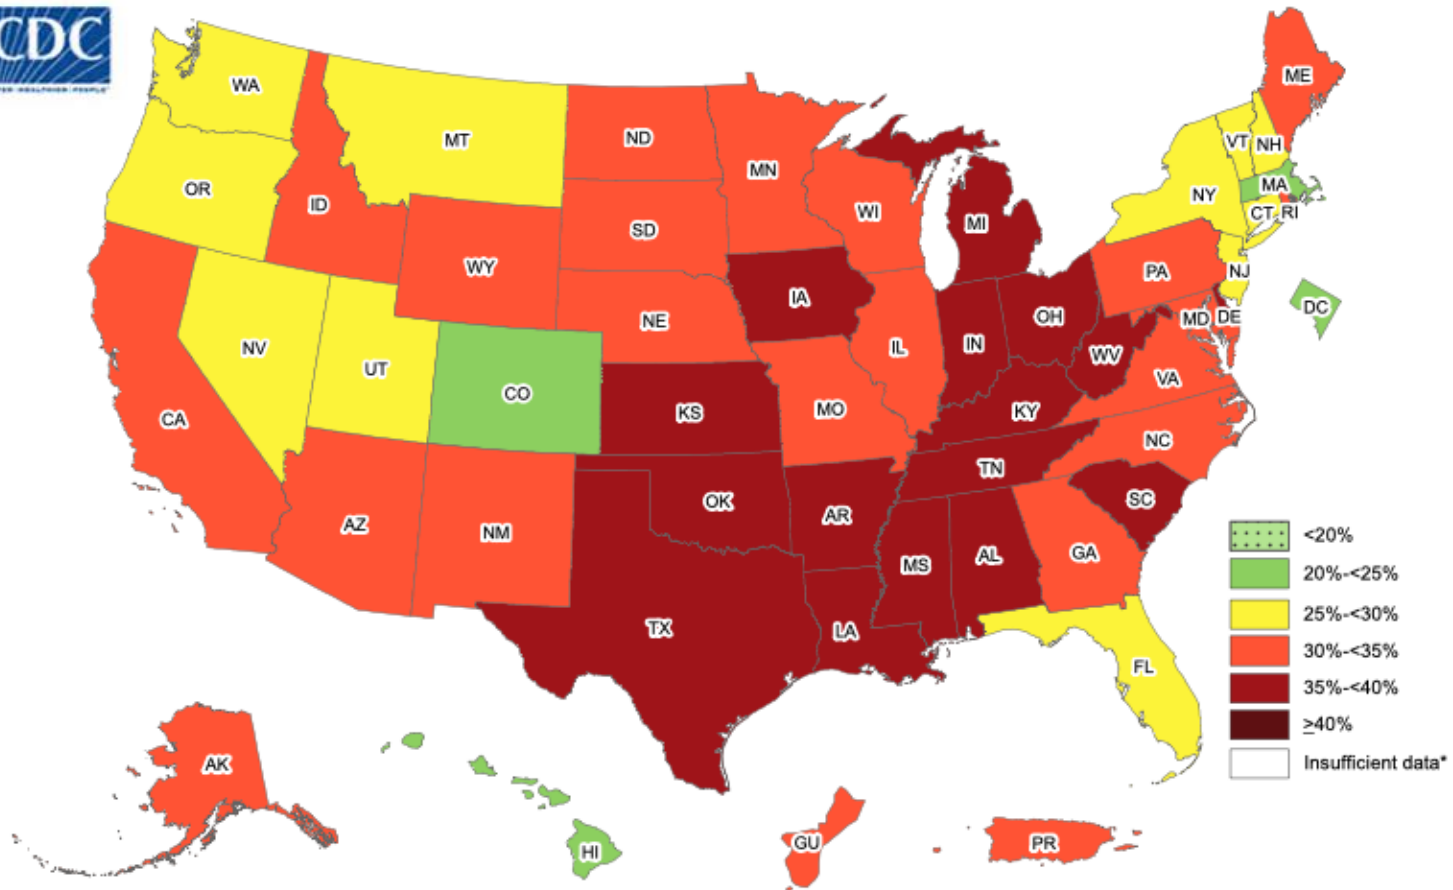 CDC
WA
MT
ND
MN
ME
VT
NH
OR
ID
SD
WI
MI
NY
MA
CT
RI
WY
IA
PA
NJ
NE
OH
MD
DE
DC
NV
UT
CO
IL
IN
WV
VA
CA
KS
MO
KY
NC
TN
AZ
NM
OK
AR
SC
MS
AL
GA
TX
LA
FL
AK
HI
GU
PR
<20%
20%-<25%
25%-<30%
30%-<35%
35%-<40%
≥40%
Insufficient data*